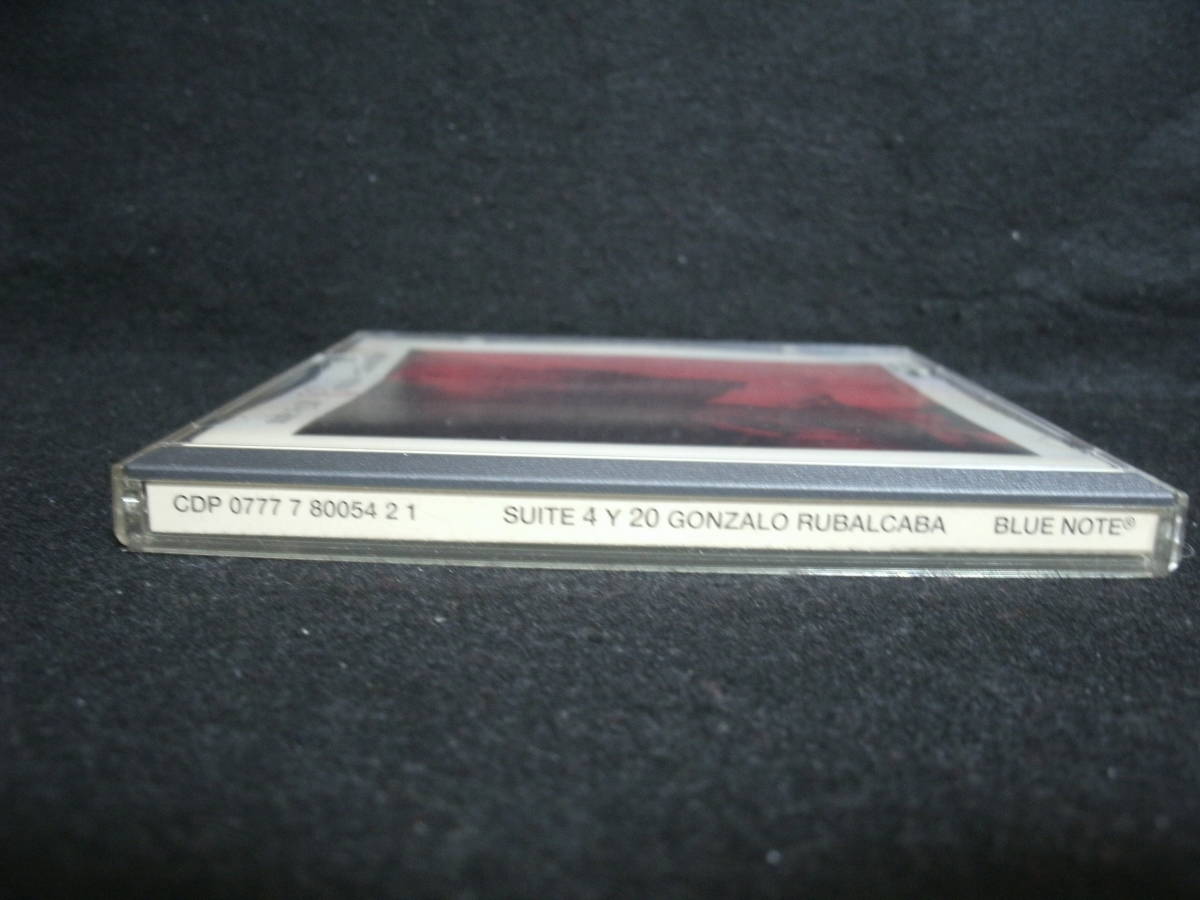 CDP 0777 7 80054 2 1 SUITE 4 Y 20 GONZALO RUBALCABA BLUE NOTE®